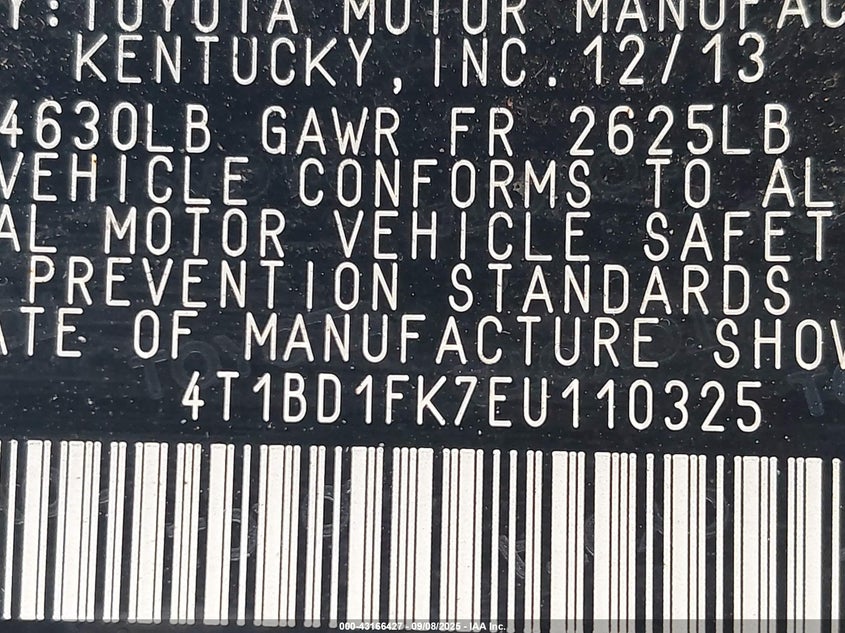 Y:TOYOTA MOTOR MANUFAC
KENTUCKY, INC. 12/13
4630LB GAWR FR 2625LB
VEHICLE CONFORMS TO AL
AL MOTOR VEHICLE SAFET
PREVENTION STANDARDS
ATE OF MANUFACTURE SHOW
4T1BD1FK7EU110325
000-43166427 - 09/08/2025 - IAA Inc.